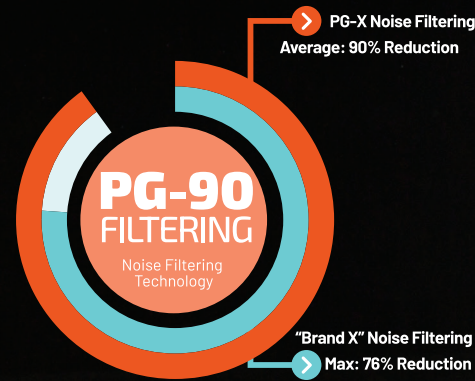 PG-X Noise Filtering
Average: 90% Reduction
PG-90
FILTERING
Noise Filtering
Technology
“Brand X” Noise Filtering
Max: 76% Reduction